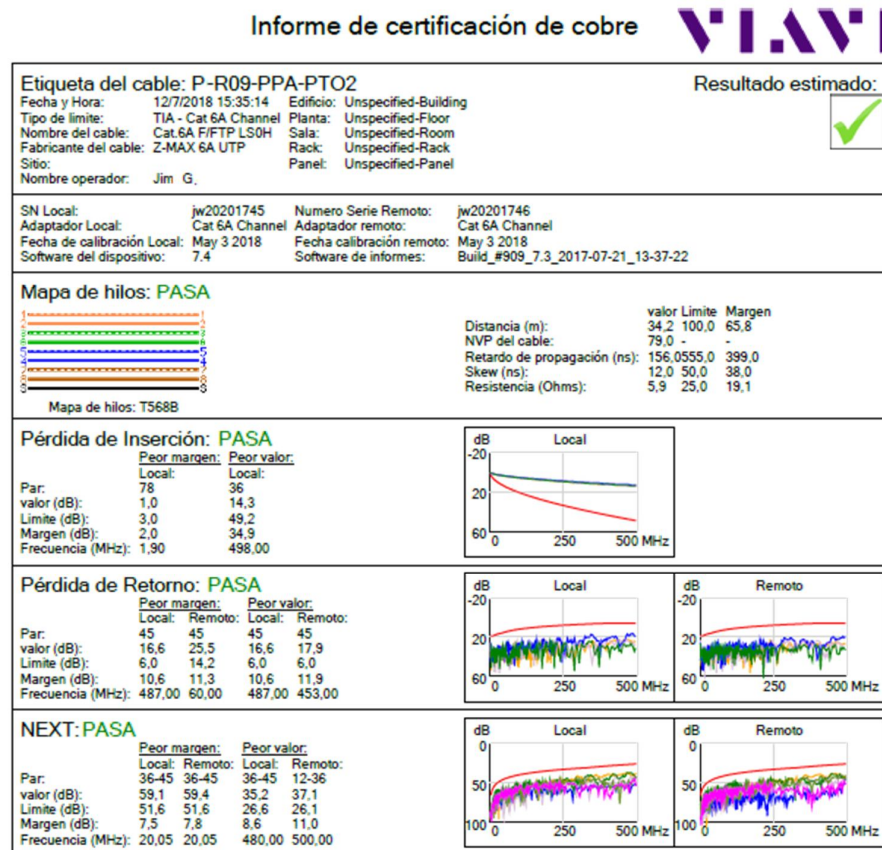 Informe de certificación de cobre VIAVI
Etiqueta del cable: P-R09-PPA-PTO2 Resultado estimado:
Fecha y Hora: 12/7/2018 15:35:14 Edificio: Unspecified-Building
Tipo de limite: TIA - Cat 6A Channel Planta: Unspecified-Floor
Nombre del cable: Cat.6A F/FTP LS0H Sala: Unspecified-Room
Fabricante del cable: Z-MAX 6A UTP Rack: Unspecified-Rack
Sitio: Panel: Unspecified-Panel
Nombre operador: Jim G.
SN Local: jw20201745 Numero Serie Remoto: jw20201746
Adaptador Local: Cat 6A Channel Adaptador remoto: Cat 6A Channel
Fecha de calibración Local: May 3 2018 Fecha calibración remoto: May 3 2018
Software del dispositivo: 7.4 Software de informes: Build_#909_7.3_2017-07-21_13-37-22
Mapa de hilos: PASA
valor Limite Margen
Distancia (m): 34,2 100,0 65,8
NVP del cable: 79,0 - -
Retardo de propagación (ns): 156,0555,0 399,0
Skew (ns): 12,0 50,0 38,0
Resistencia (Ohms): 5,9 25,0 19,1
Mapa de hilos: T568B
Pérdida de Inserción: PASA
Peor margen: Peor valor:
Local: Local:
Par: 78 36
valor (dB): 1,0 14,3
Limite (dB): 3,0 49,2
Margen (dB): 2,0 34,9
Frecuencia (MHz): 1,90 498,00
dB Local
-20
20
60
0 250 500 MHz
Pérdida de Retorno: PASA
Peor margen: Peor valor:
Local: Remoto: Local: Remoto:
Par: 45 45 45 45
valor (dB): 16,6 25,5 16,6 17,9
Limite (dB): 6,0 14,2 6,0 6,0
Margen (dB): 10,6 11,3 10,6 11,9
Frecuencia (MHz): 487,00 60,00 487,00 453,00
dB Local dB Remoto
-20 -20
20 20
60 60
0 250 500 MHz 0 250 500 MHz
NEXT: PASA
Peor margen: Peor valor:
Local: Remoto: Local: Remoto:
Par: 36-45 36-45 36-45 12-36
valor (dB): 59,1 59,4 35,2 37,1
Limite (dB): 51,6 51,6 26,6 26,1
Margen (dB): 7,5 7,8 8,6 11,0
Frecuencia (MHz): 20,05 20,05 480,00 500,00
dB Local dB Remoto
0 0
50 50
100 100
0 250 500 MHz 0 250 500 MHz